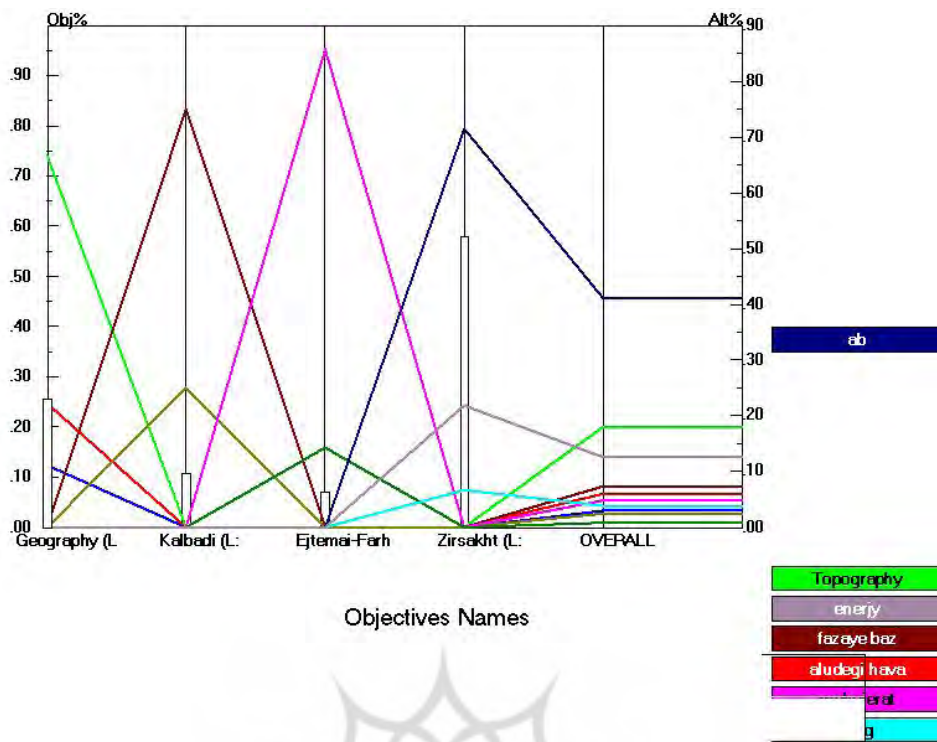 Obj%
Alt%
.90
.80
.70
.60
.50
.40
.30
.20
.10
.00
.90
.80
.70
.60
.50
.40
.30
.20
.10
.00
Geography (L
Kalbadi (L:
Ejtemai-Farh
Zirsakht (L:
OVERALL
Objectives Names
ab
Topography
enerjy
fazaye baz
aludegi hava
erat
g